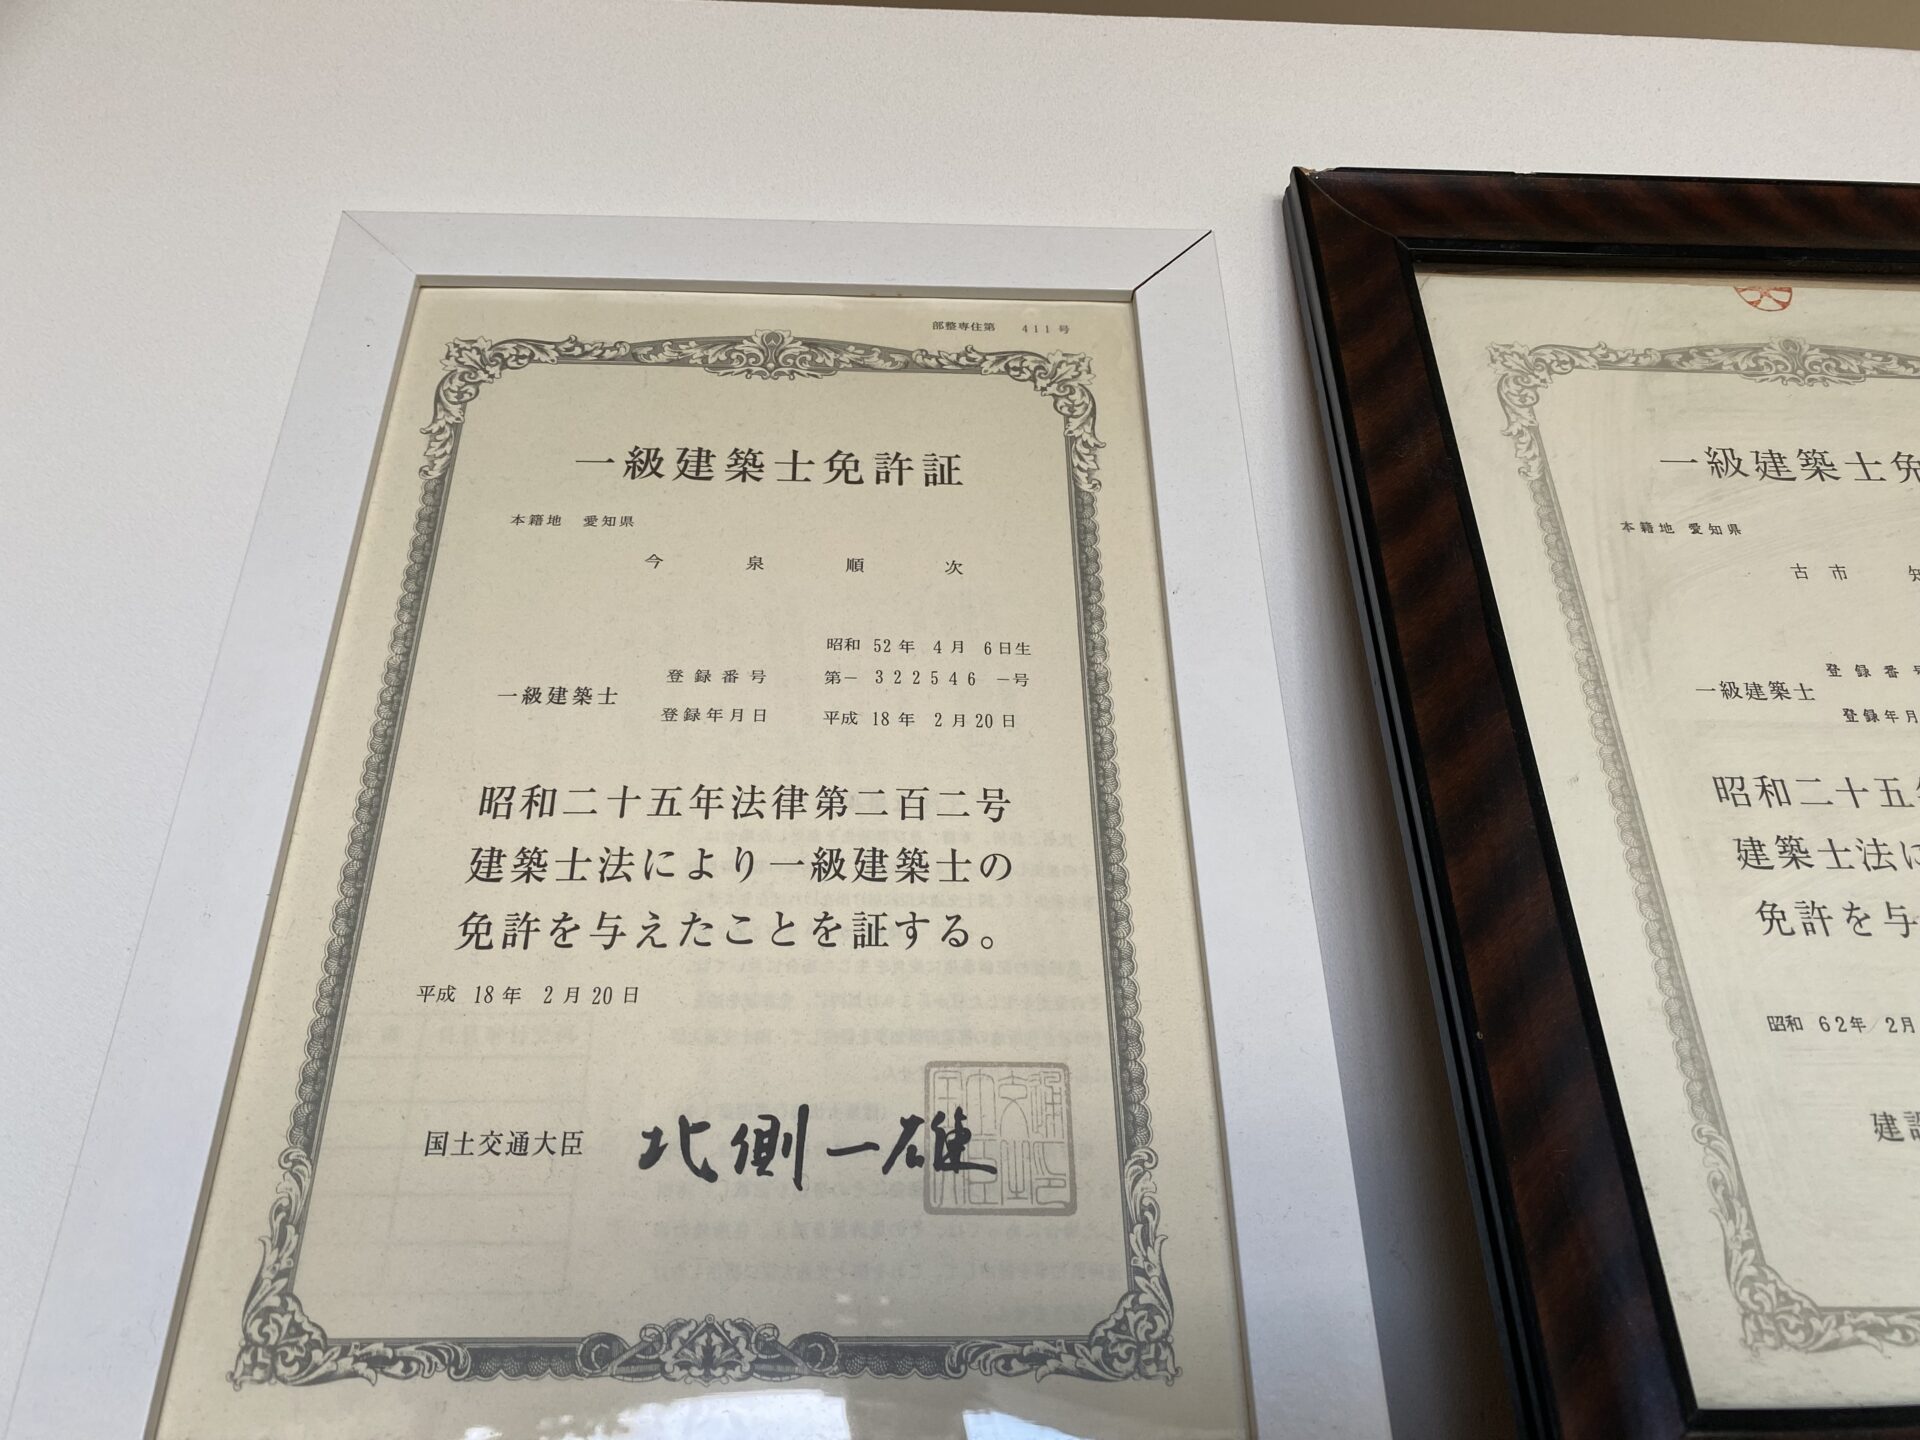 部整専住第 411号
一級建築士免許証
本籍地 愛知県
今泉順次
昭和 52年 4月 6日生
一級建築士
登録番号 第－322546－号
登録年月日 平成 18年 2月20日
昭和二十五年法律第二百二号
建築士法により一級建築士の
免許を与えたことを証する。
平成 18年 2月20日
国土交通大臣 北側一雄
一級建築士免
本籍地 愛知県
古市 知
登録番号
一級建築士
登録年月
昭和二十五年
建築士法に
免許を与
昭和 62年 2月
建設